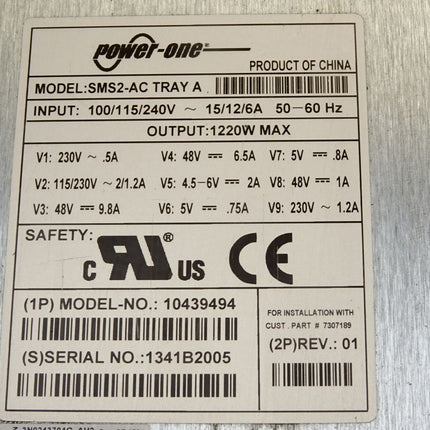 power-one®
PRODUCT OF CHINA
MODEL:SMS2-AC TRAY A
INPUT: 100/115/240V ~ 15/12/6A 50-60 Hz
OUTPUT:1220W MAX
V1: 230V ~ .5A V4: 48V ⎓ 6.5A V7: 5V ⎓ .8A
V2: 115/230V ~ 2/1.2A V5: 4.5-6V ⎓ 2A V8: 48V ⎓ 1A
V3: 48V ⎓ 9.8A V6: 5V ⎓ .75A V9: 230V ~ 1.2A
SAFETY:
c RU® US CE
(1P) MODEL-NO.: 10439494
(S)SERIAL NO.:1341B2005
FOR INSTALLATION WITH
CUST. PART # 7307189
(2P)REV.: 01